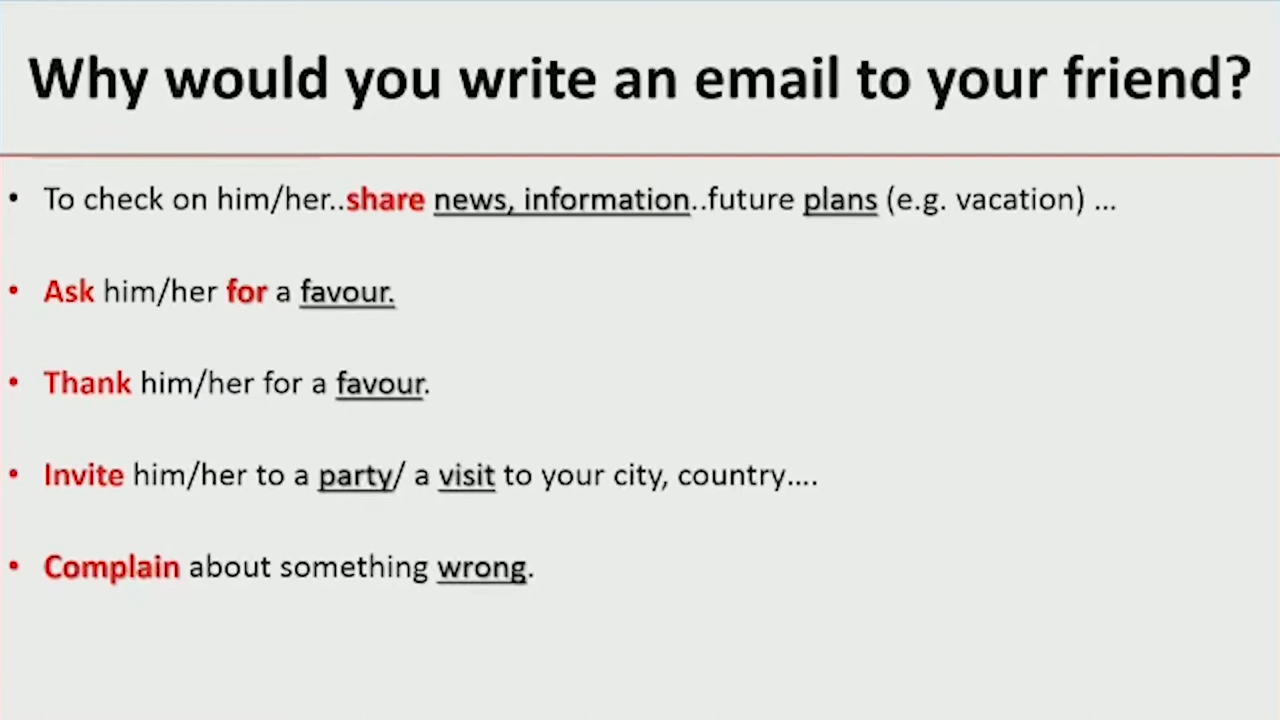 Why would you write an email to your friend?
• To check on him/her..share news, information..future plans (e.g. vacation) ...
• Ask him/her for a favour.
• Thank him/her for a favour.
• Invite him/her to a party/ a visit to your city, country....
• Complain about something wrong.